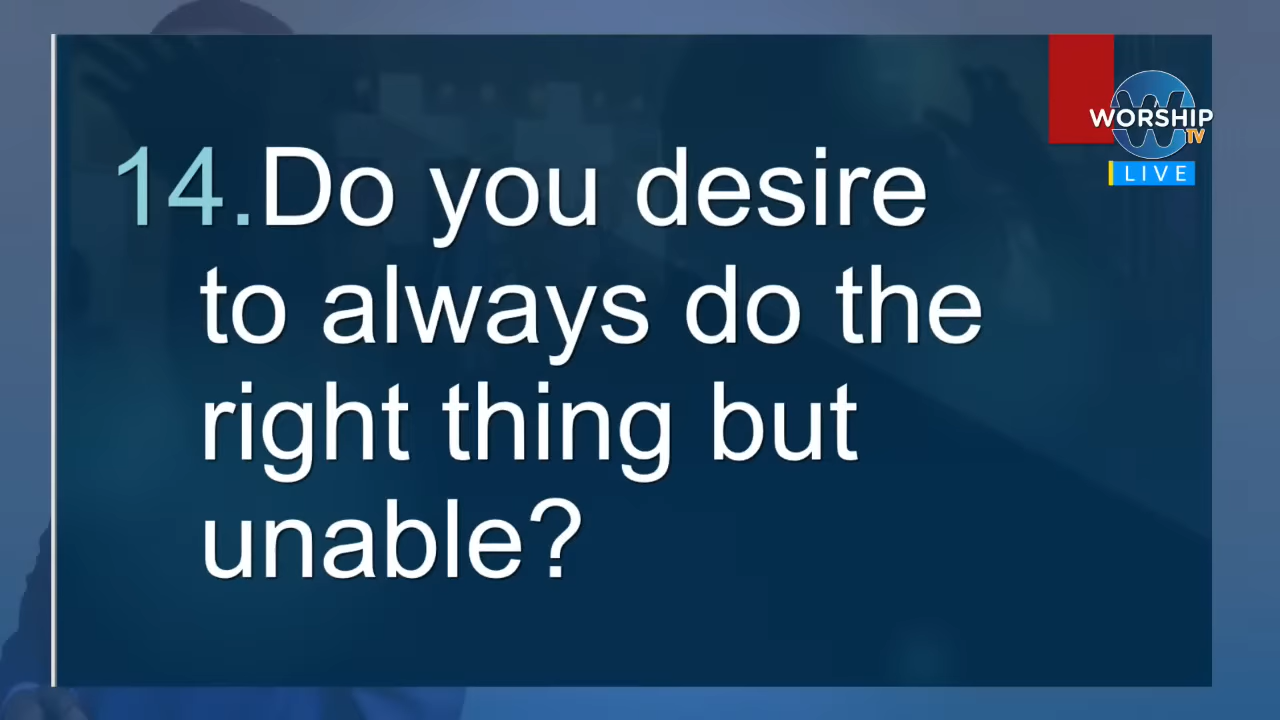 14.Do you desire
to always do the
right thing but
unable?
WORSHIP
TV
LIVE